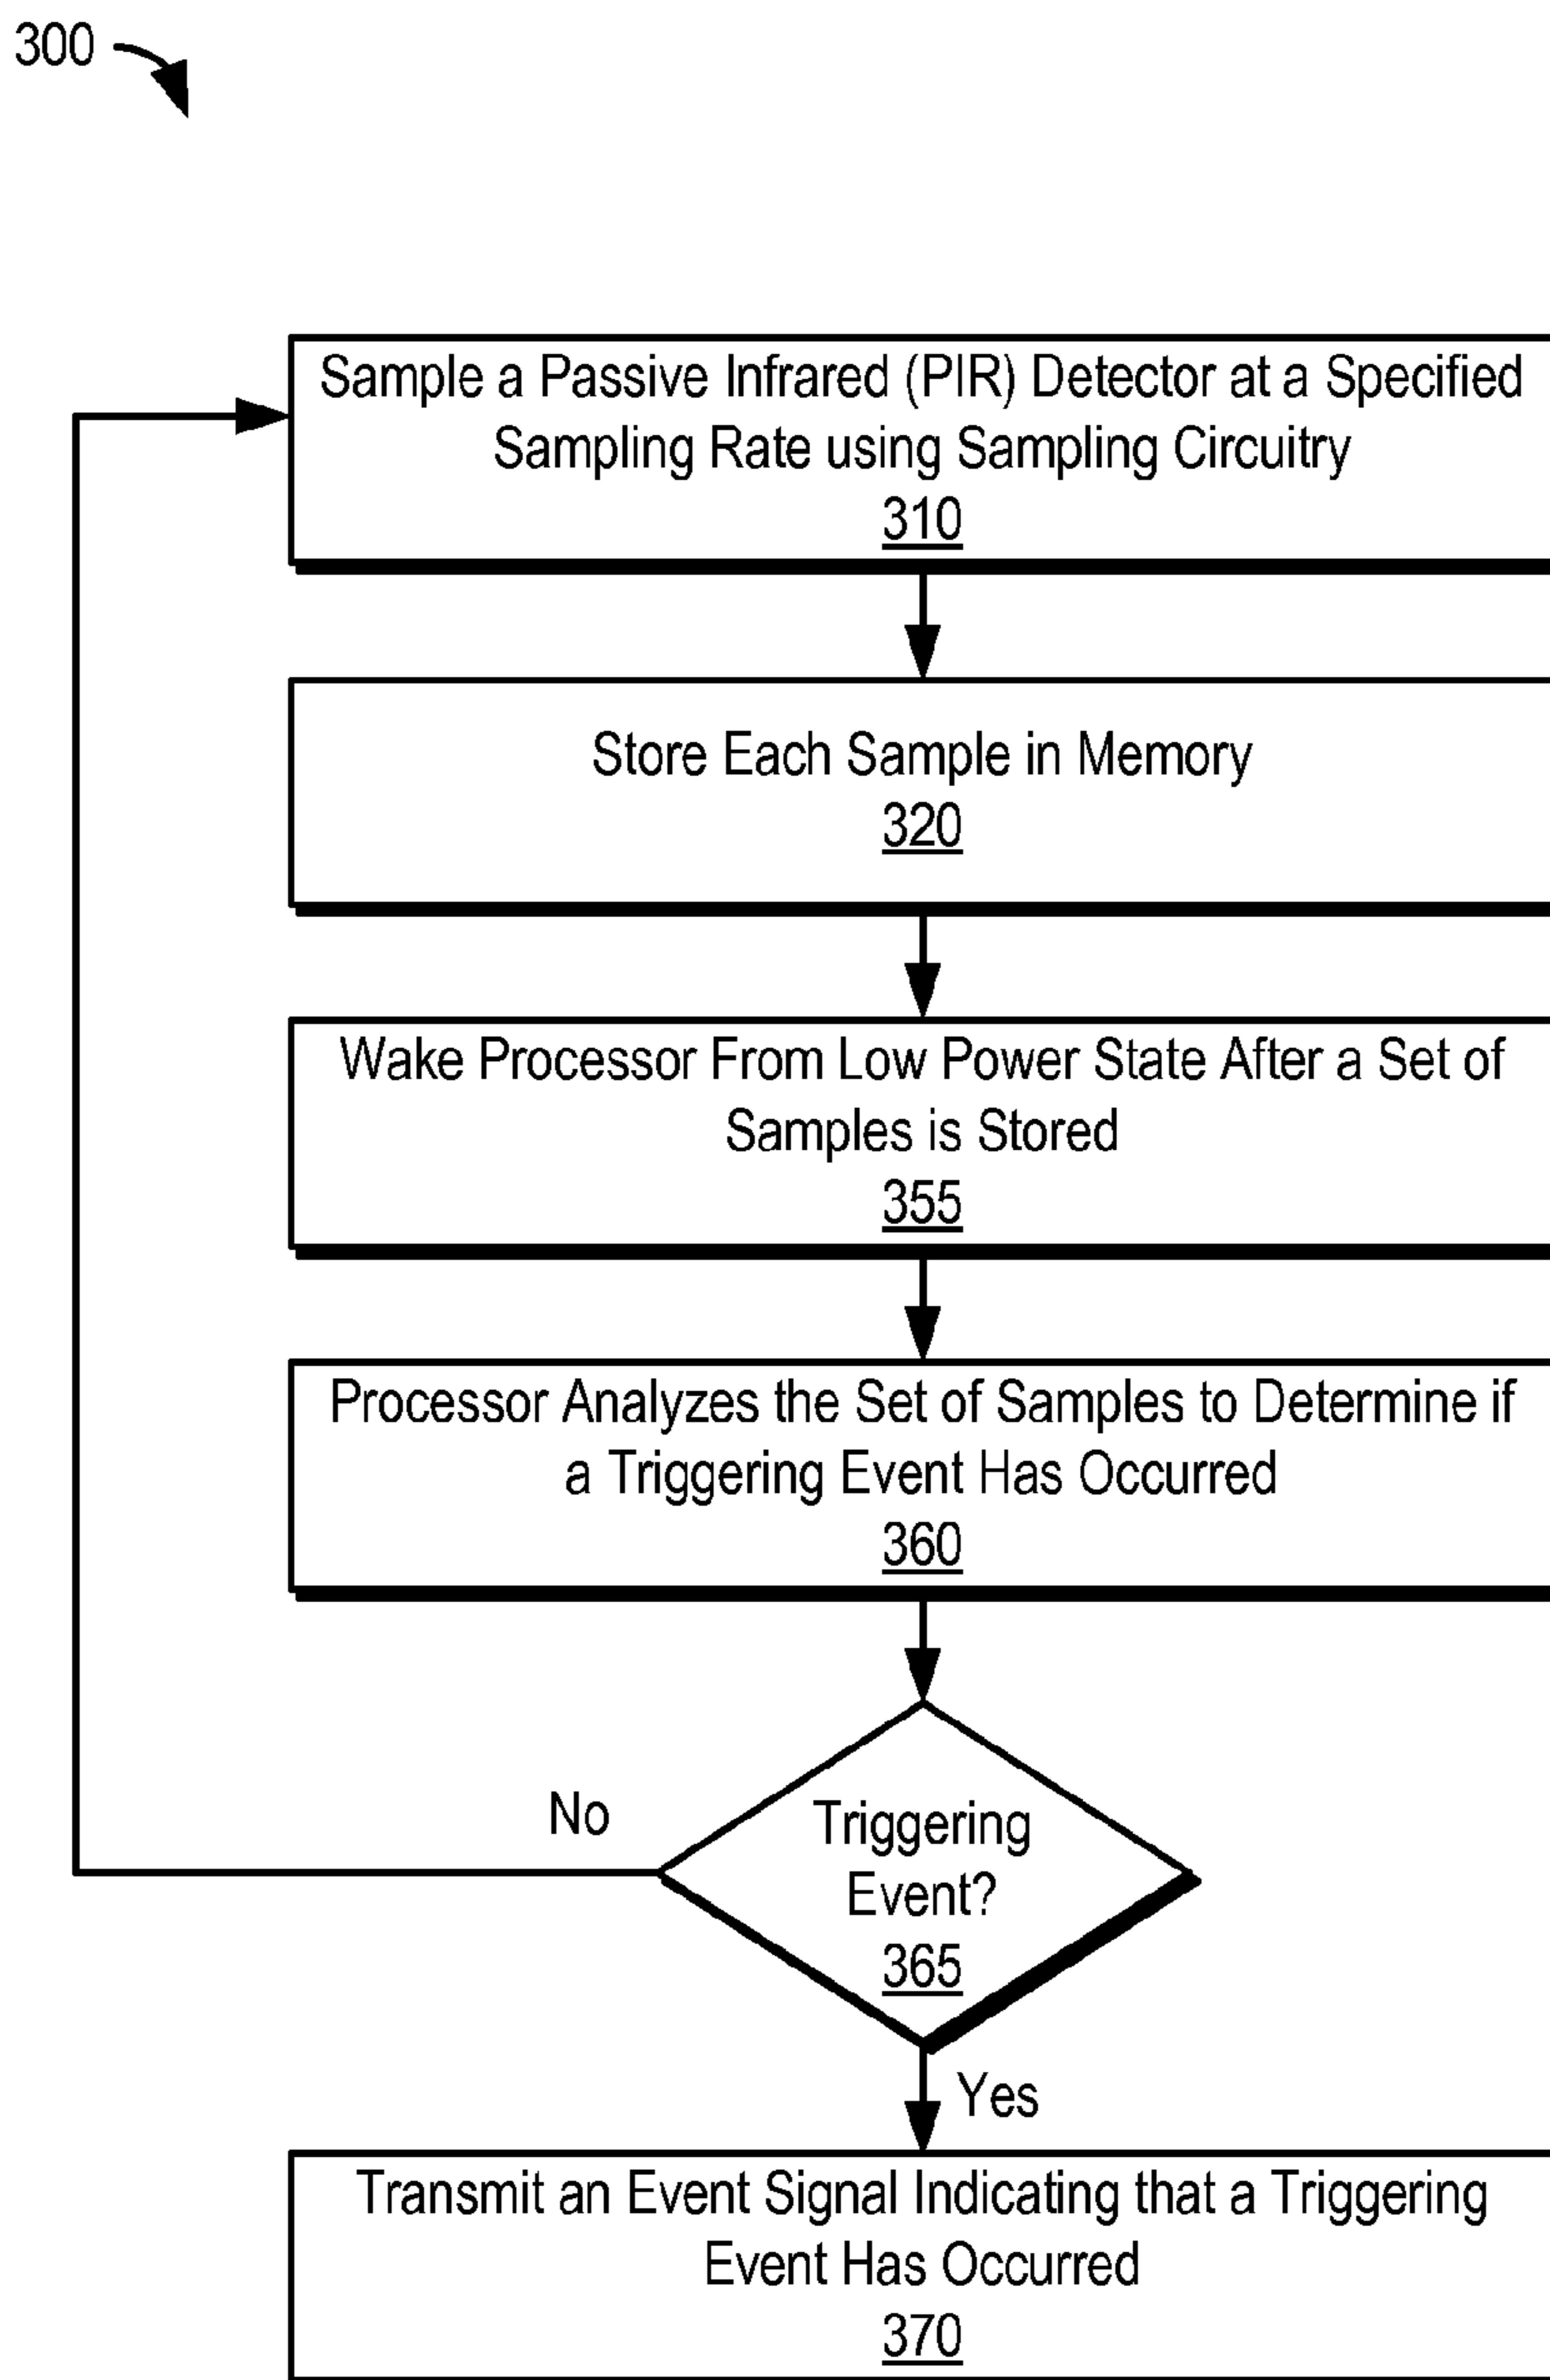 300
Sample a Passive Infrared (PIR) Detector at a Specified
Sampling Rate using Sampling Circuitry
310
Store Each Sample in Memory
320
Wake Processor From Low Power State After a Set of
Samples is Stored
355
Processor Analyzes the Set of Samples to Determine if
a Triggering Event Has Occurred
360
No
Triggering
Event?
365
Yes
Transmit an Event Signal Indicating that a Triggering
Event Has Occurred
370